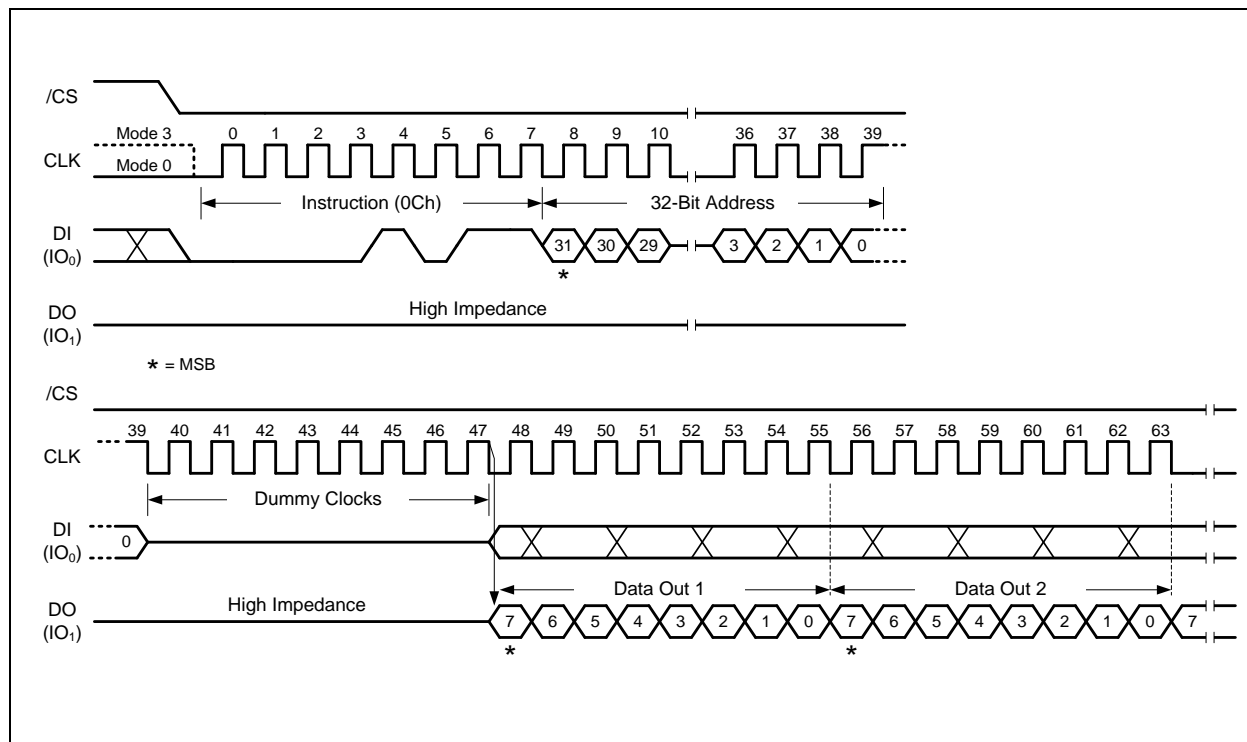 /CS
Mode 3
0 1 2 3 4 5 6 7 8 9 10 36 37 38 39
CLK
Mode 0
Instruction (0Ch)
32-Bit Address
DI
(IO₀)
31 30 29 3 2 1 0
*
High Impedance
DO
(IO₁)
* = MSB
/CS
39 40 41 42 43 44 45 46 47 48 49 50 51 52 53 54 55 56 57 58 59 60 61 62 63
CLK
Dummy Clocks
DI
(IO₀)
0
Data Out 1
Data Out 2
High Impedance
DO
(IO₁)
7 6 5 4 3 2 1 0 7 6 5 4 3 2 1 0 7
* *